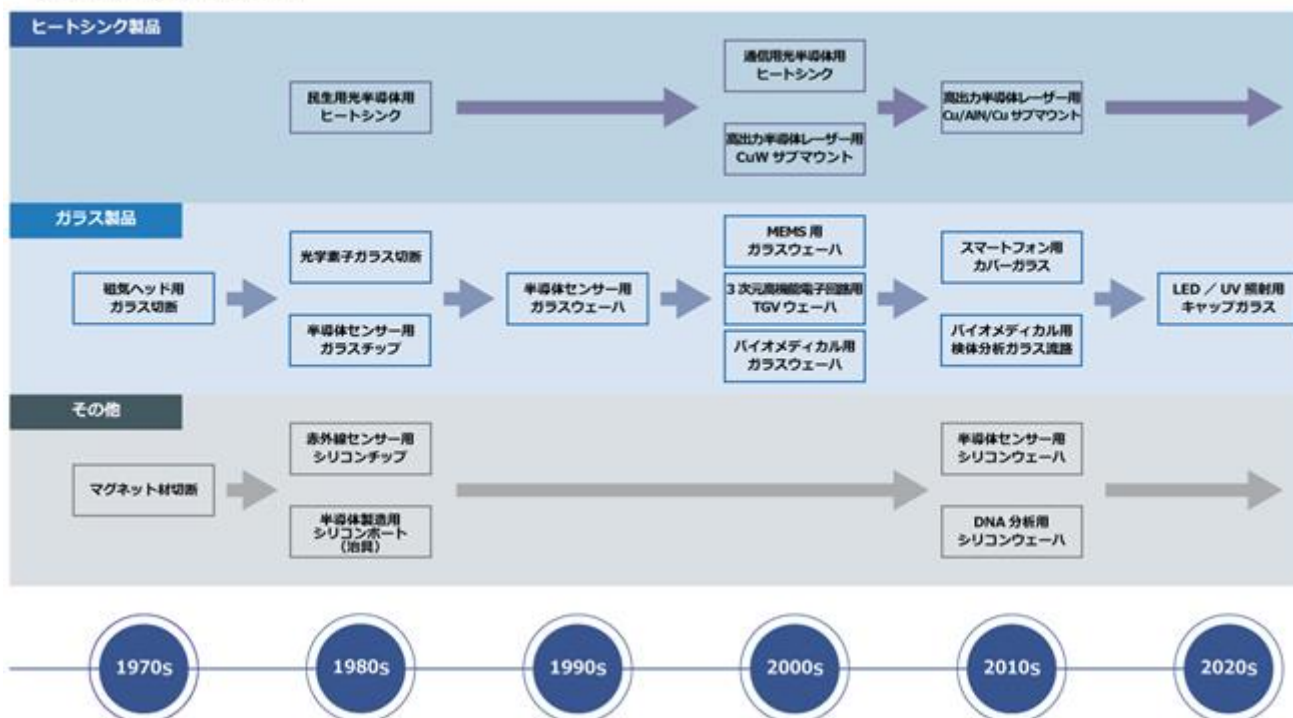 ヒートシンク製品
民生用光半導体用
ヒートシンク
通信用光半導体用
ヒートシンク
高出力半導体レーザー用
CuW サブマウント
高出力半導体レーザー用
Cu/AlN/Cu サブマウント
ガラス製品
磁気ヘッド用
ガラス切断
光学素子ガラス切断
半導体センサー用
ガラスチップ
半導体センサー用
ガラスウェーハ
MEMS 用
ガラスウェーハ
3 次元高機能電子回路用
TGV ウェーハ
バイオメディカル用
ガラスウェーハ
スマートフォン用
カバーガラス
バイオメディカル用
検体分析ガラス流路
LED ／ UV 照射用
キャップガラス
その他
マグネット材切断
赤外線センサー用
シリコンチップ
半導体製造用
シリコンボート
（治具）
半導体センサー用
シリコンウェーハ
DNA 分析用
シリコンウェーハ
1970s
1980s
1990s
2000s
2010s
2020s